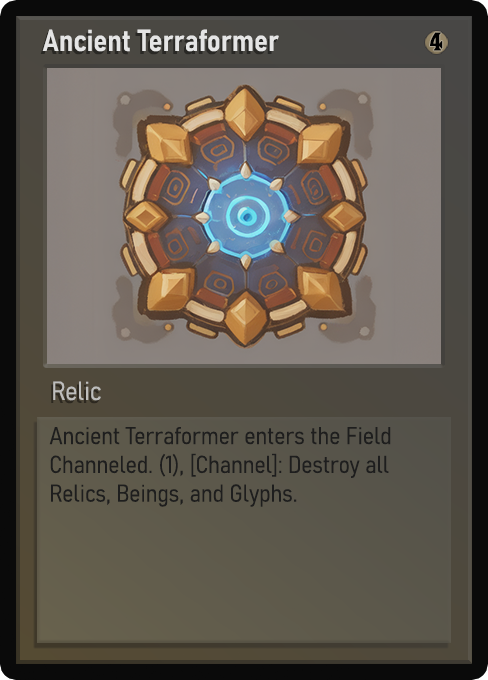 Ancient Terraformer 4
Relic
Ancient Terraformer enters the Field
Channeled. (1), [Channel]: Destroy all
Relics, Beings, and Glyphs.